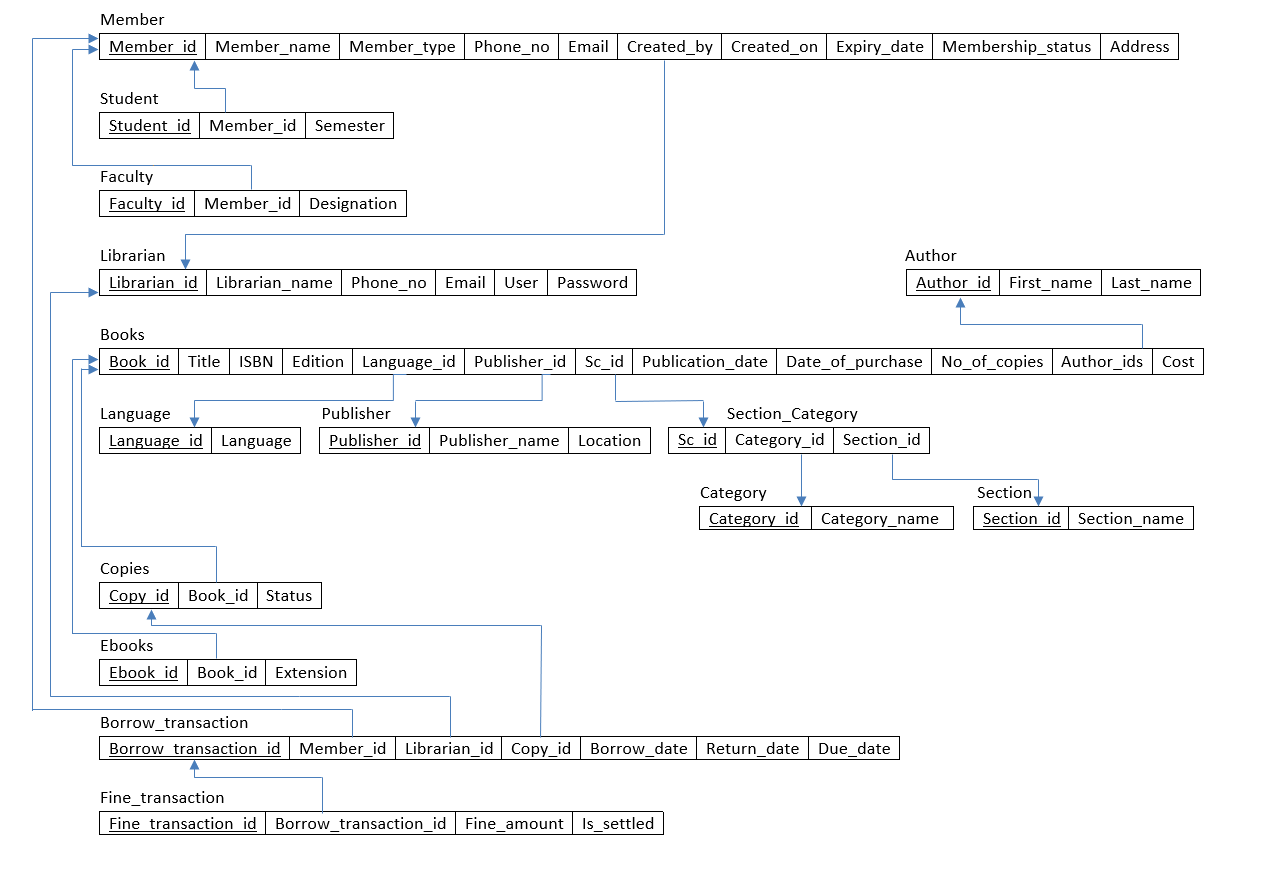 Member
Member_id Member_name Member_type Phone_no Email Created_by Created_on Expiry_date Membership_status Address
Student
Student_id Member_id Semester
Faculty
Faculty_id Member_id Designation
Librarian
Librarian_id Librarian_name Phone_no Email User Password
Author
Author_id First_name Last_name
Books
Book_id Title ISBN Edition Language_id Publisher_id Sc_id Publication_date Date_of_purchase No_of_copies Author_ids Cost
Language
Language_id Language
Publisher
Publisher_id Publisher_name Location
Section_Category
Sc_id Category_id Section_id
Category
Category_id Category_name
Section
Section_id Section_name
Copies
Copy_id Book_id Status
Ebooks
Ebook_id Book_id Extension
Borrow_transaction
Borrow_transaction_id Member_id Librarian_id Copy_id Borrow_date Return_date Due_date
Fine_transaction
Fine_transaction_id Borrow_transaction_id Fine_amount Is_settled